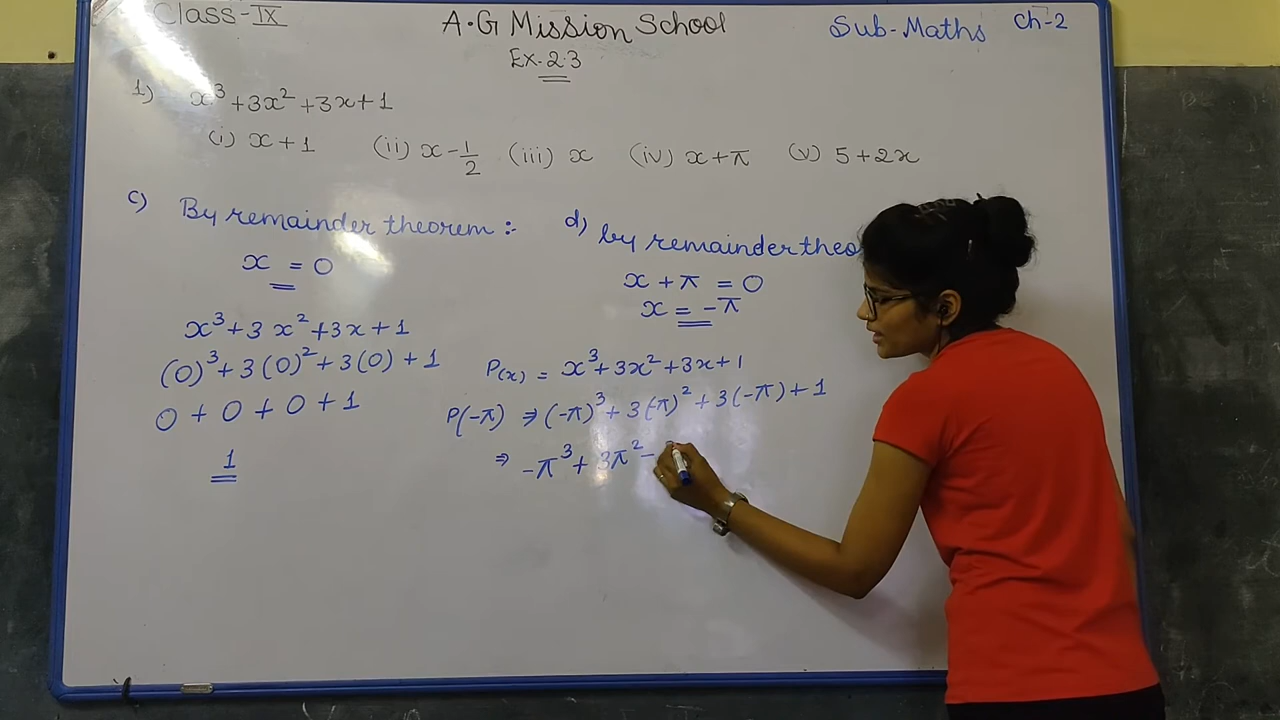 Class-IX A.G Mission School Sub-Maths Ch-2
Ex.2.3
1) x³+3x²+3x+1
(i) x+1 (ii) x-1/2 (iii) x (iv) x+π (v) 5+2x
c) By remainder theorem :-
x = 0
x³+3x²+3x+1
(0)³+3(0)²+3(0)+1
0+0+0+1
1
d) by remainder theo
x+π = 0
x = -π
P(x) = x³+3x²+3x+1
P(-π) ⇒ (-π)³+3(-π)²+3(-π)+1
⇒ -π³+3π²-